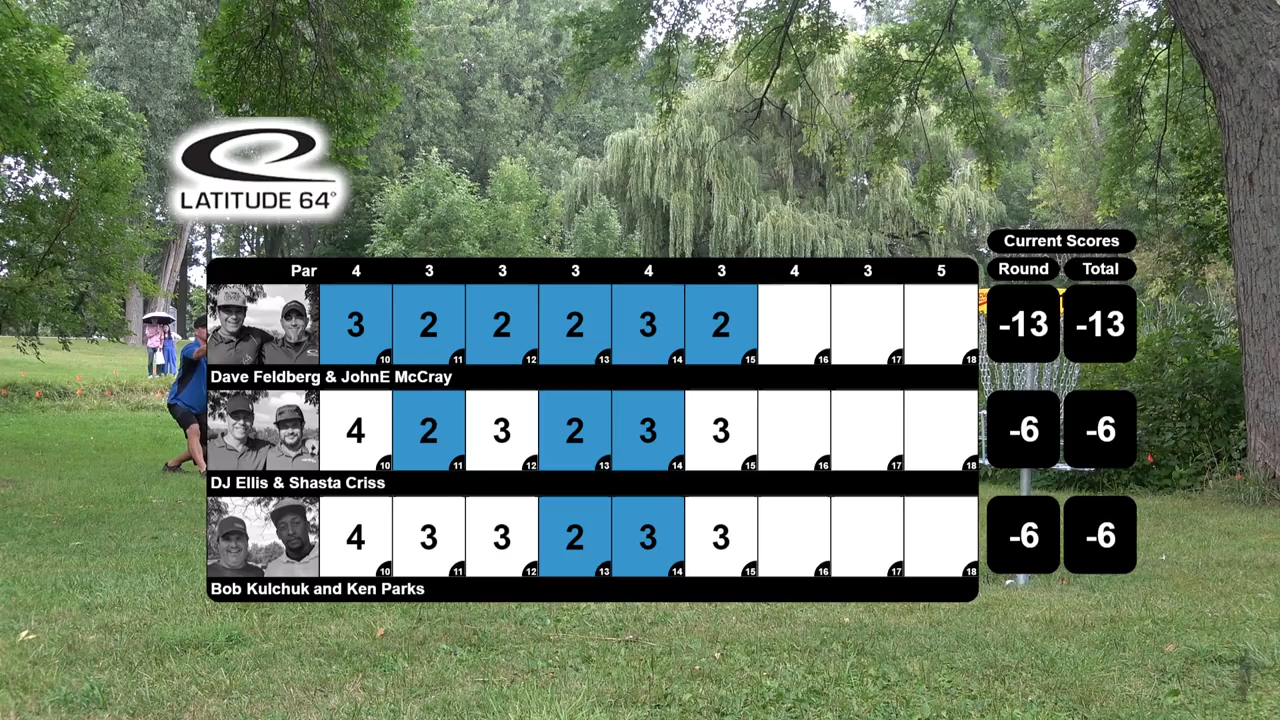 LATITUDE 64°
Current Scores
Par 4 3 3 3 4 3 4 3 5 Round Total
3 2 2 2 3 2 -13 -13
10 11 12 13 14 15 16 17 18
Dave Feldberg & JohnE McCray
4 2 3 2 3 3 -6 -6
10 11 12 13 14 15 16 17 18
DJ Ellis & Shasta Criss
4 3 3 2 3 3 -6 -6
10 11 12 13 14 15 16 17 18
Bob Kulchuk and Ken Parks